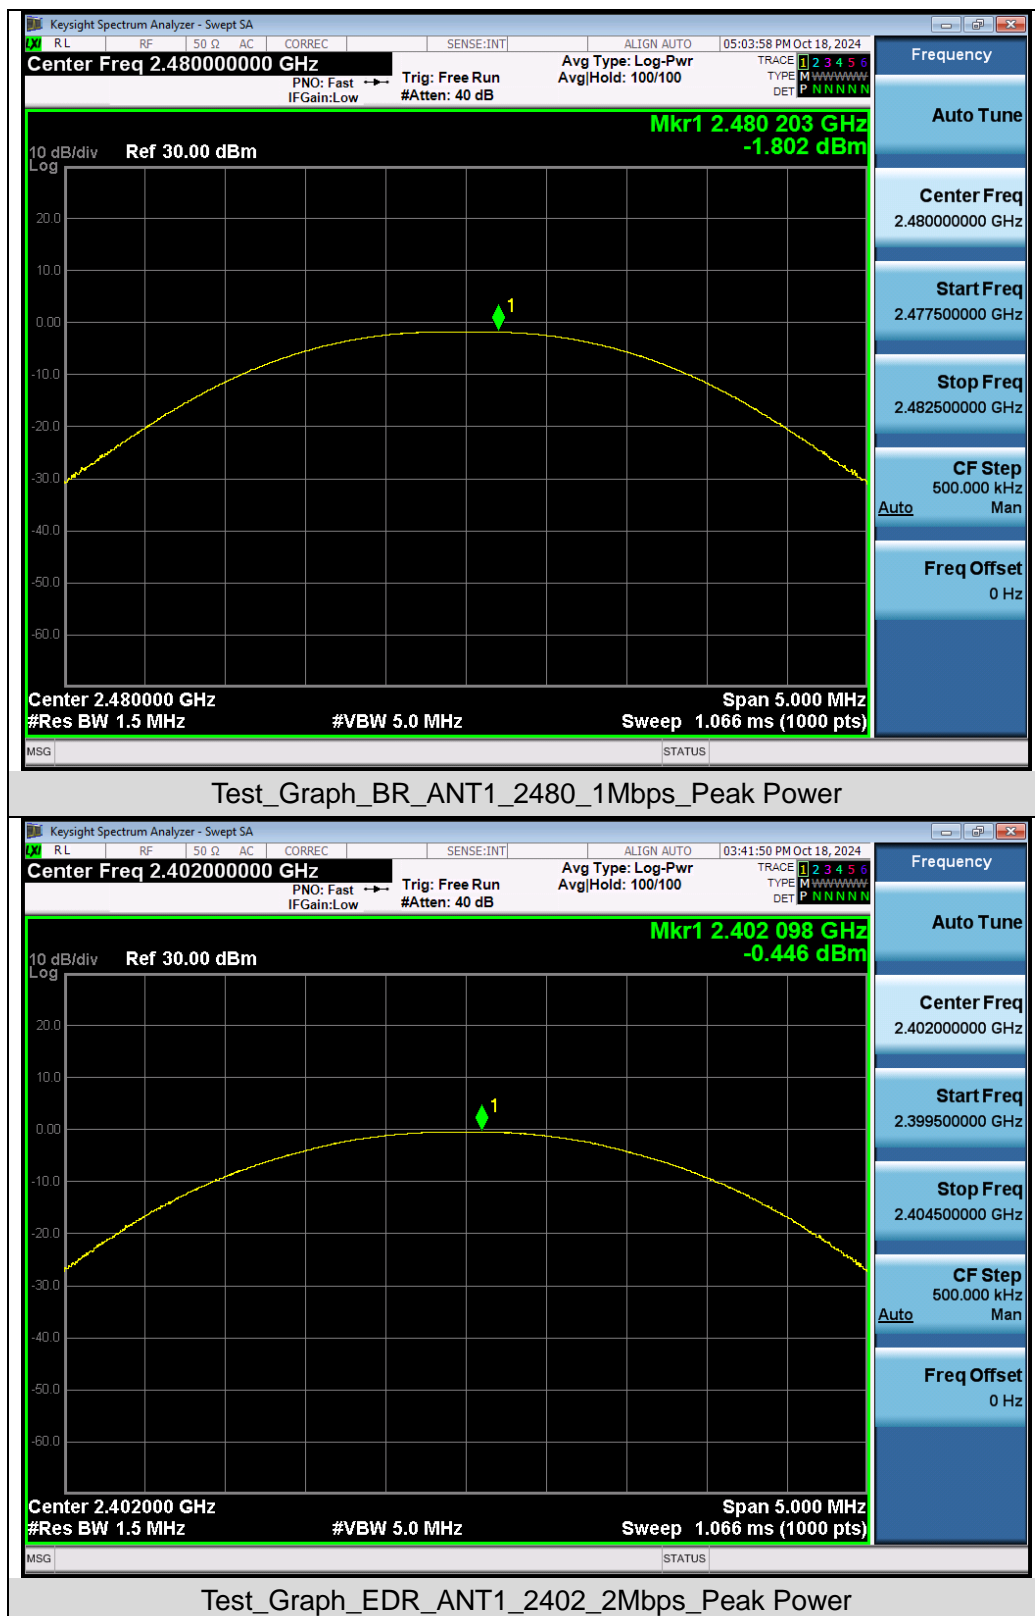 Keysight Spectrum Analyzer - Swept SA
LXI RL RF 50 Ω AC CORREC SENSE:INT ALIGN AUTO 05:03:58 PM Oct 18, 2024
Center Freq 2.480000000 GHz
PNO: Fast
IFGain:Low
Trig: Free Run
#Atten: 40 dB
Avg Type: Log-Pwr
Avg|Hold: 100/100
TRACE 1 2 3 4 5 6
TYPE M WWWWW
DET P N N N N N
Mkr1 2.480 203 GHz
-1.802 dBm
10 dB/div Ref 30.00 dBm
Log
20.0
10.0
0.00
-10.0
-20.0
-30.0
-40.0
-50.0
-60.0
1
Center 2.480000 GHz Span 5.000 MHz
#Res BW 1.5 MHz #VBW 5.0 MHz Sweep 1.066 ms (1000 pts)
MSG STATUS
Frequency
Auto Tune
Center Freq
2.480000000 GHz
Start Freq
2.477500000 GHz
Stop Freq
2.482500000 GHz
CF Step
500.000 kHz
Auto Man
Freq Offset
0 Hz
Test_Graph_BR_ANT1_2480_1Mbps_Peak Power
Keysight Spectrum Analyzer - Swept SA
LXI RL RF 50 Ω AC CORREC SENSE:INT ALIGN AUTO 03:41:50 PM Oct 18, 2024
Center Freq 2.402000000 GHz
PNO: Fast
IFGain:Low
Trig: Free Run
#Atten: 40 dB
Avg Type: Log-Pwr
Avg|Hold: 100/100
TRACE 1 2 3 4 5 6
TYPE M WWWWW
DET P N N N N N
Mkr1 2.402 098 GHz
-0.446 dBm
10 dB/div Ref 30.00 dBm
Log
20.0
10.0
0.00
-10.0
-20.0
-30.0
-40.0
-50.0
-60.0
1
Center 2.402000 GHz Span 5.000 MHz
#Res BW 1.5 MHz #VBW 5.0 MHz Sweep 1.066 ms (1000 pts)
MSG STATUS
Frequency
Auto Tune
Center Freq
2.402000000 GHz
Start Freq
2.399500000 GHz
Stop Freq
2.404500000 GHz
CF Step
500.000 kHz
Auto Man
Freq Offset
0 Hz
Test_Graph_EDR_ANT1_2402_2Mbps_Peak Power